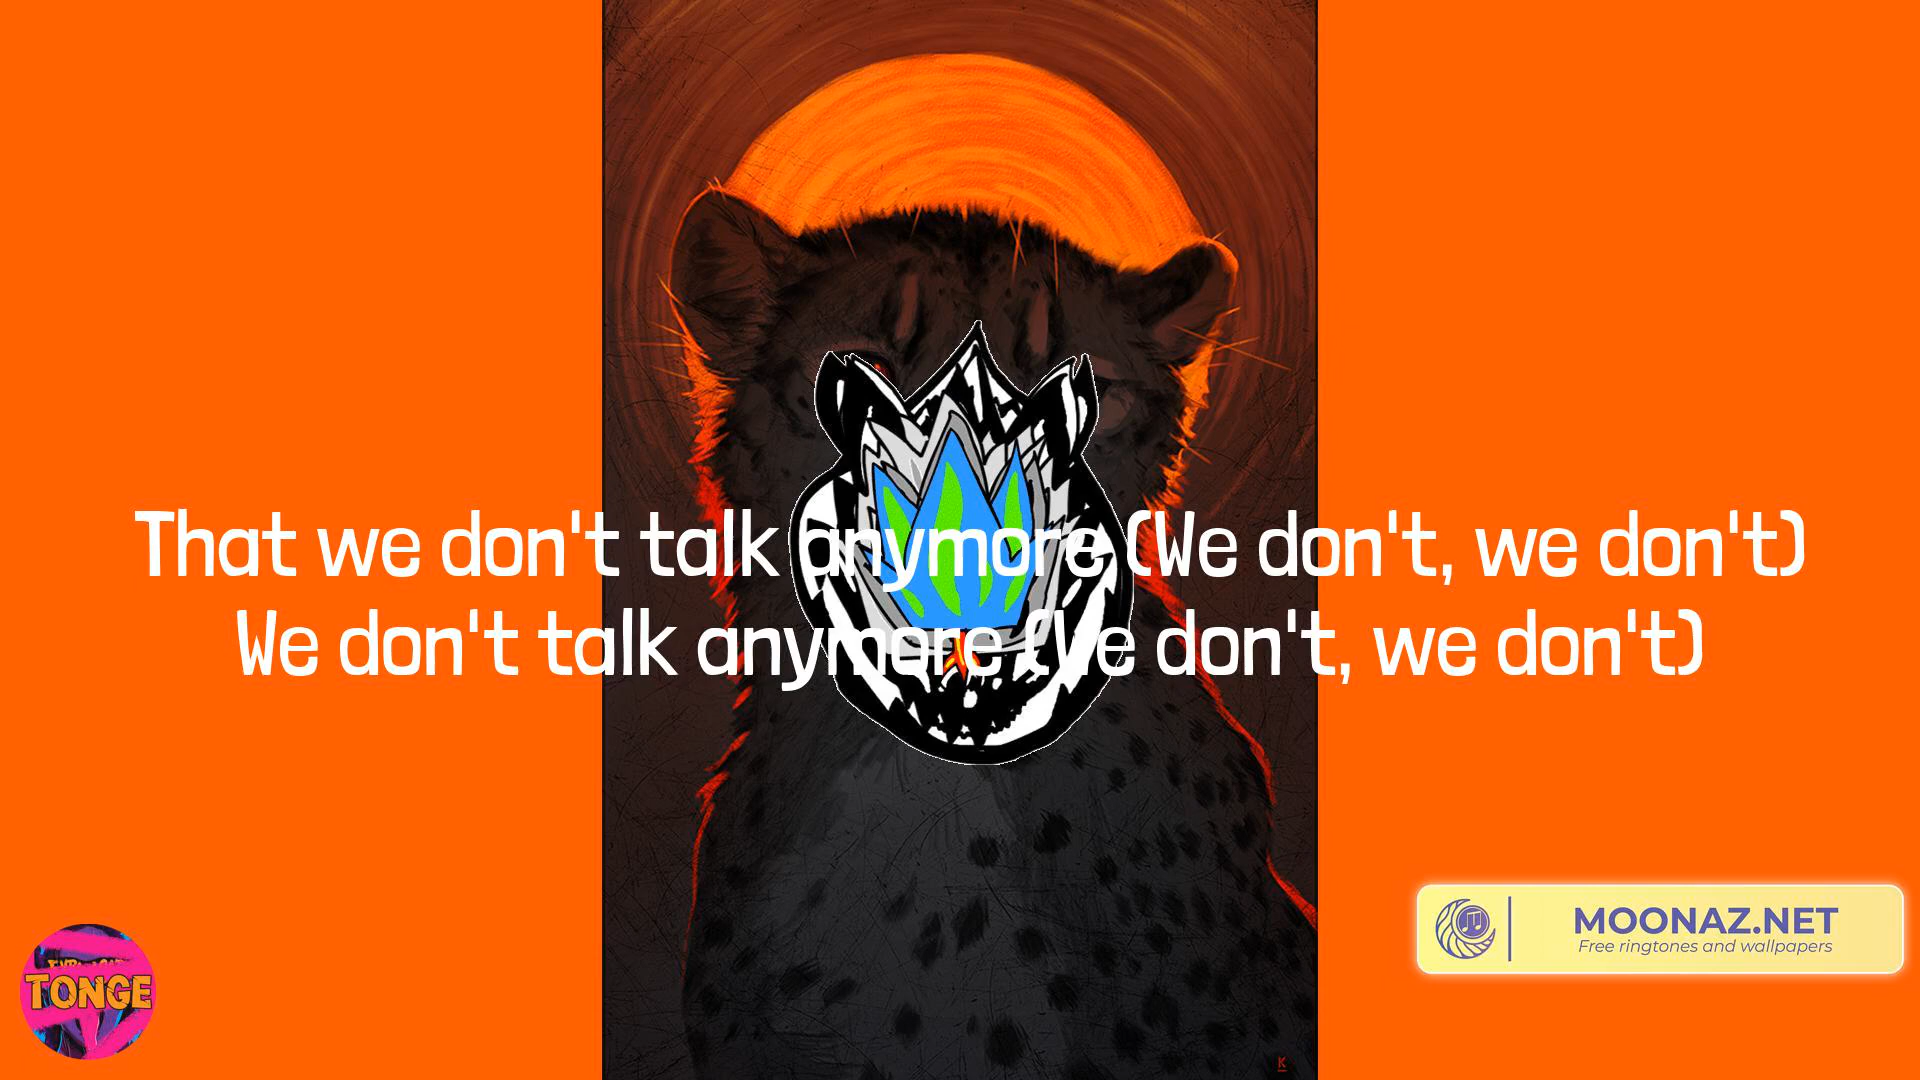 That we don't talk anymore (We don't, we don't)
We don't talk anymore (We don't, we don't)
MOONAZ.NET
Free ringtones and wallpapers
TONGE
K